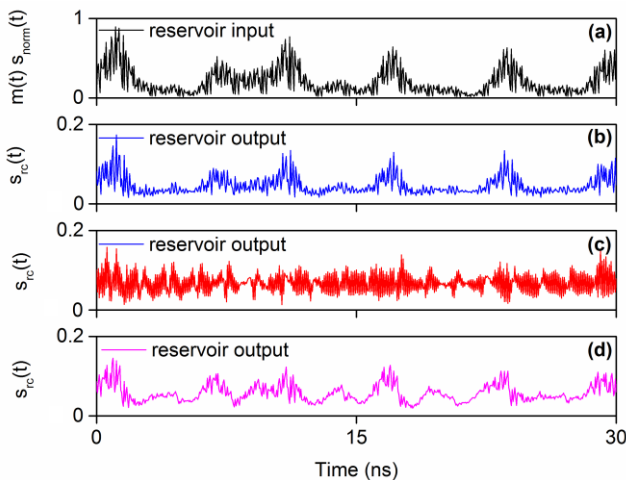 1
m(t) s_norm(t)
reservoir input
(a)
0
0.2
s_rc(t)
reservoir output
(b)
0
0.2
s_rc(t)
reservoir output
(c)
0
0.2
s_rc(t)
reservoir output
(d)
0
0 15 30
Time (ns)